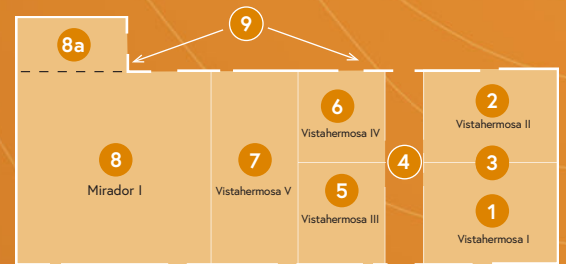 9
8a
6
Vistahermosa IV
2
Vistahermosa II
8
Mirador I
7
Vistahermosa V
4
3
5
Vistahermosa III
1
Vistahermosa I